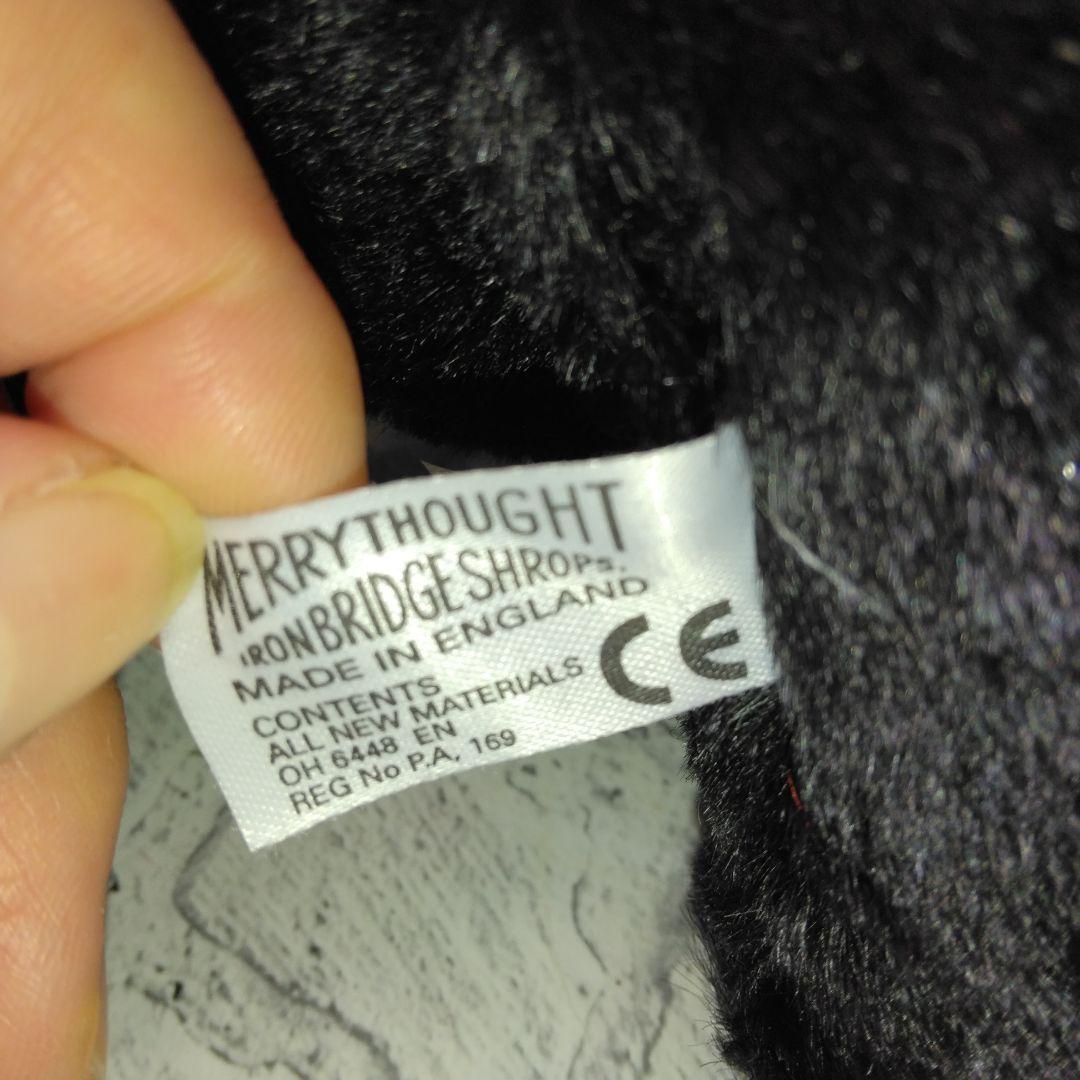 MERRYTHOUGHT
IRONBRIDGE SHROPS.
MADE IN ENGLAND
CONTENTS
ALL NEW MATERIALS
OH 6448 EN
REG No P.A, 169
CE